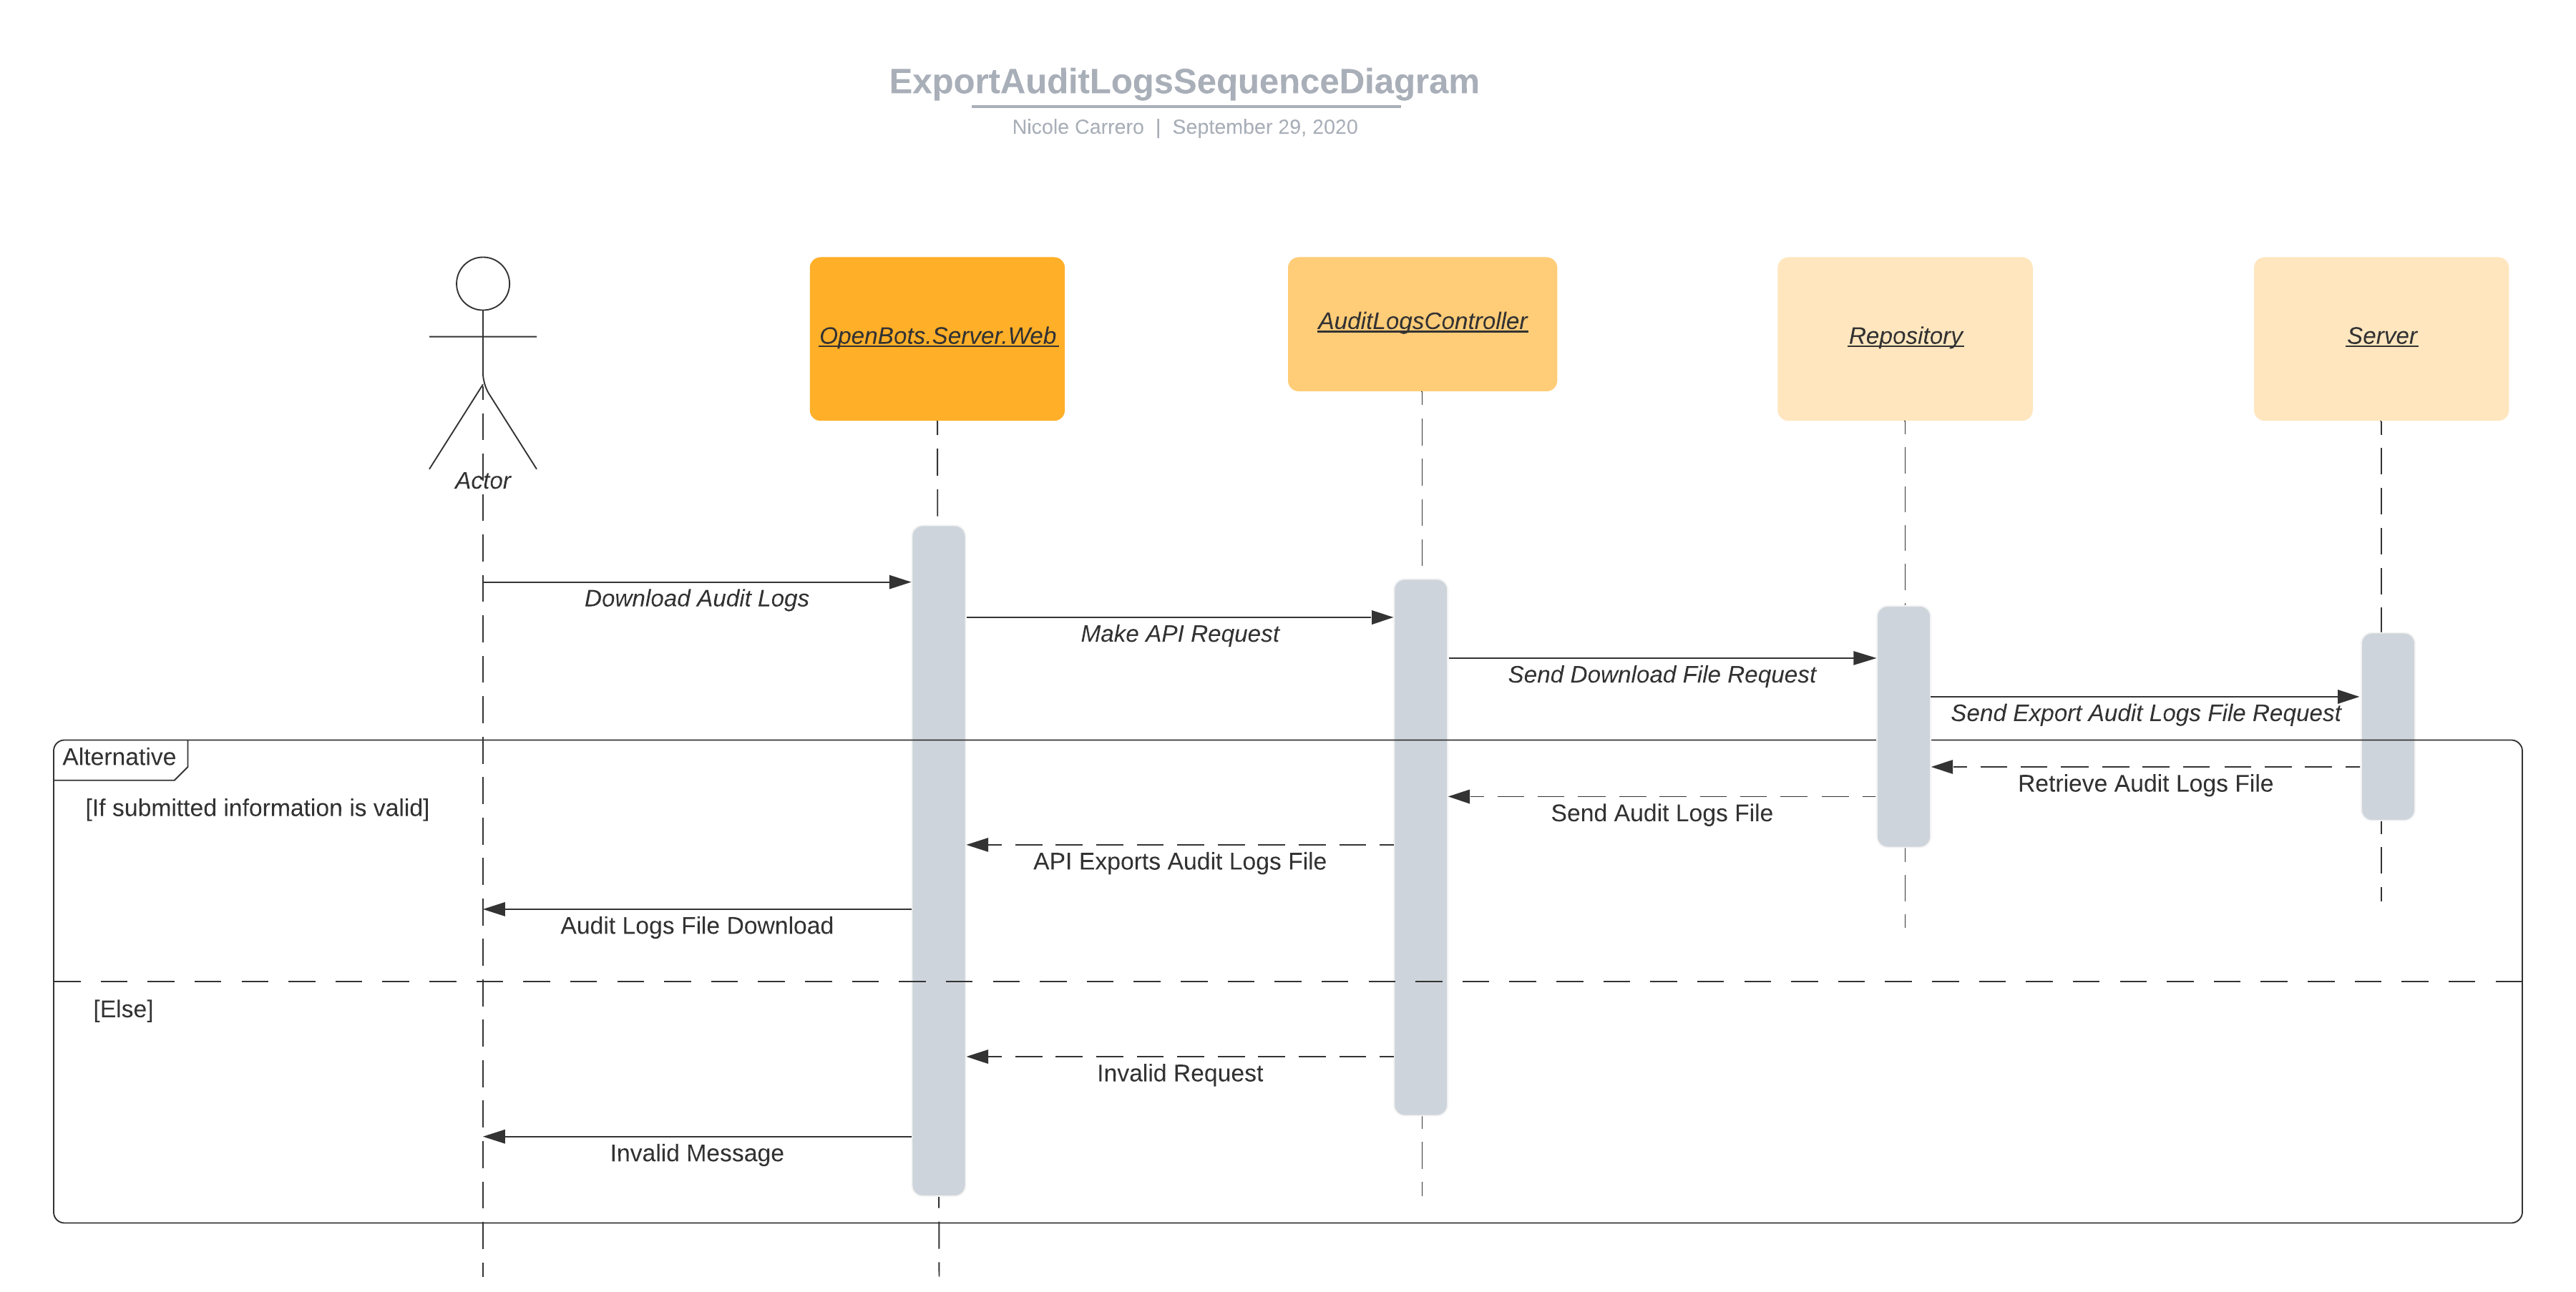 ExportAuditLogsSequenceDiagram
Nicole Carrero | September 29, 2020
OpenBots.Server.Web
AuditLogsController
Repository
Server
Actor
Download Audit Logs
Make API Request
Send Download File Request
Send Export Audit Logs File Request
Alternative
[If submitted information is valid]
Retrieve Audit Logs File
Send Audit Logs File
API Exports Audit Logs File
Audit Logs File Download
[Else]
Invalid Request
Invalid Message